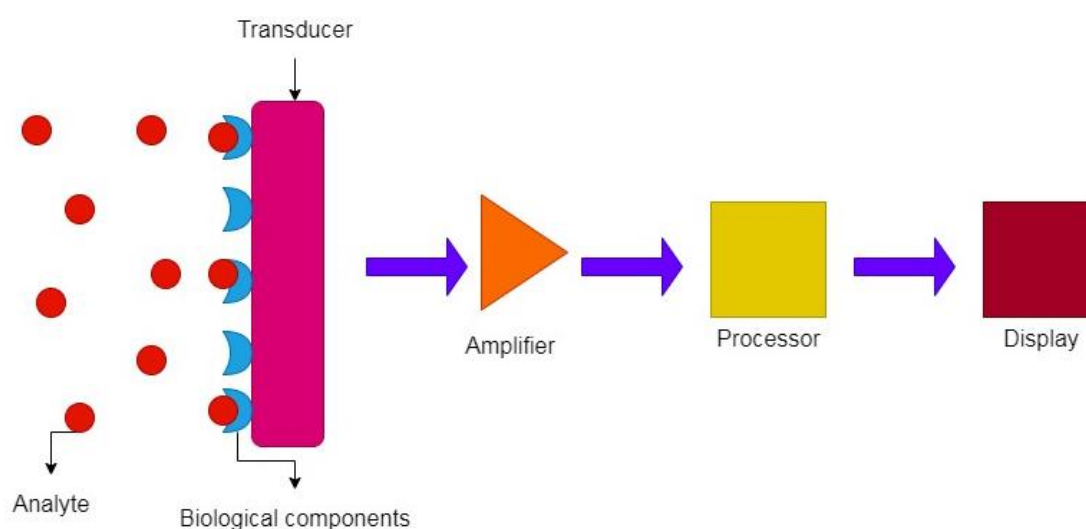 Transducer
Amplifier
Processor
Display
Analyte
Biological components